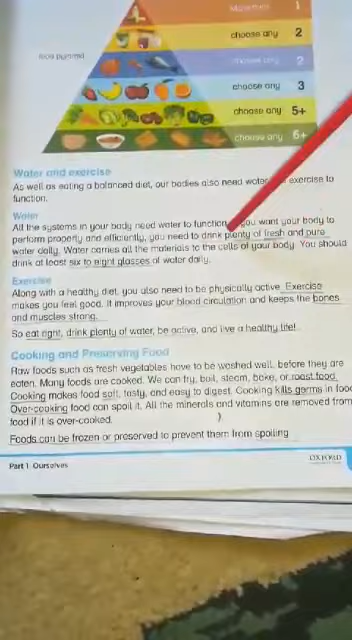 1
choose any 2
choose any 2
food pyramid
choose any 3
choose any 5+
choose any 6+
Water and exercise
As well as eating a balanced diet, our bodies also need water exercise to
function.
Water
All the systems in your body need water to function you want your body to
perform properly and efficiently, you need to drink plenty of fresh and pure
water daily. Water carries all the materials to the cells of your body. You should
drink at least six to eight glasses of water daily.
Exercise
Along with a healthy diet, you also need to be physically active. Exercise
makes you feel good. It improves your blood circulation and keeps the bones
and muscles strong.
So eat right, drink plenty of water, be active, and live a healthy life!
Cooking and Preserving Food
Raw foods such as fresh vegetables have to be washed well, before they are
eaten. Many foods are cooked. We can fry, boil, steam, bake, or roast food.
Cooking makes food soft, tasty, and easy to digest. Cooking kills germs in food
Over-cooking food can spoil it. All the minerals and vitamins are removed from
food if it is over-cooked.
Foods can be frozen or preserved to prevent them from spoiling
Part 1 Ourselves
OXFORD